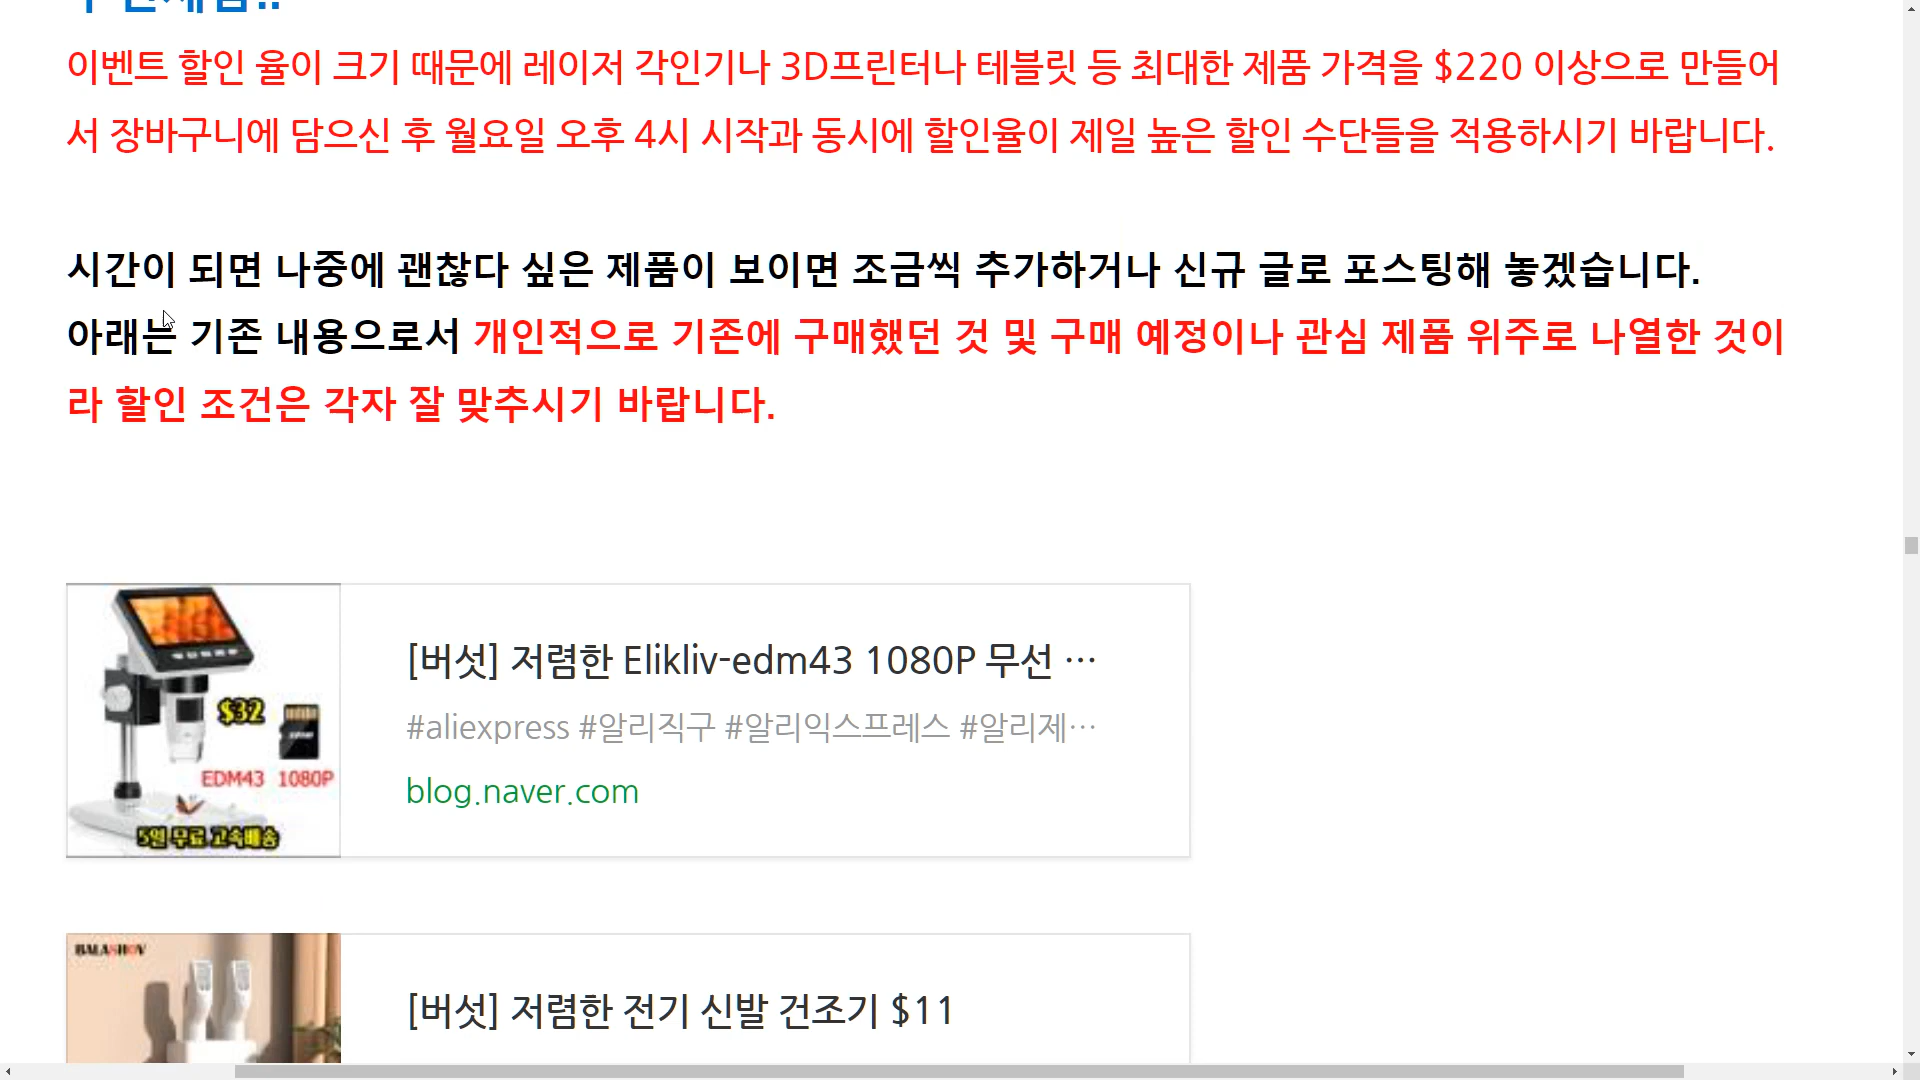 이벤트 할인 율이 크기 때문에 레이저 각인기나 3D프린터나 테블릿 등 최대한 제품 가격을 $220 이상으로 만들어
서 장바구니에 담으신 후 월요일 오후 4시 시작과 동시에 할인율이 제일 높은 할인 수단들을 적용하시기 바랍니다.
시간이 되면 나중에 괜찮다 싶은 제품이 보이면 조금씩 추가하거나 신규 글로 포스팅해 놓겠습니다.
아래는 기존 내용으로서 개인적으로 기존에 구매했던 것 및 구매 예정이나 관심 제품 위주로 나열한 것이
라 할인 조건은 각자 잘 맞추시기 바랍니다.
$32
EDM43 1080P
5일 무료 고속배송
[버섯] 저렴한 Elikliv-edm43 1080P 무선 …
#aliexpress #알리직구 #알리익스프레스 #알리제…
blog.naver.com
BALASHOV
[버섯] 저렴한 전기 신발 건조기 $11